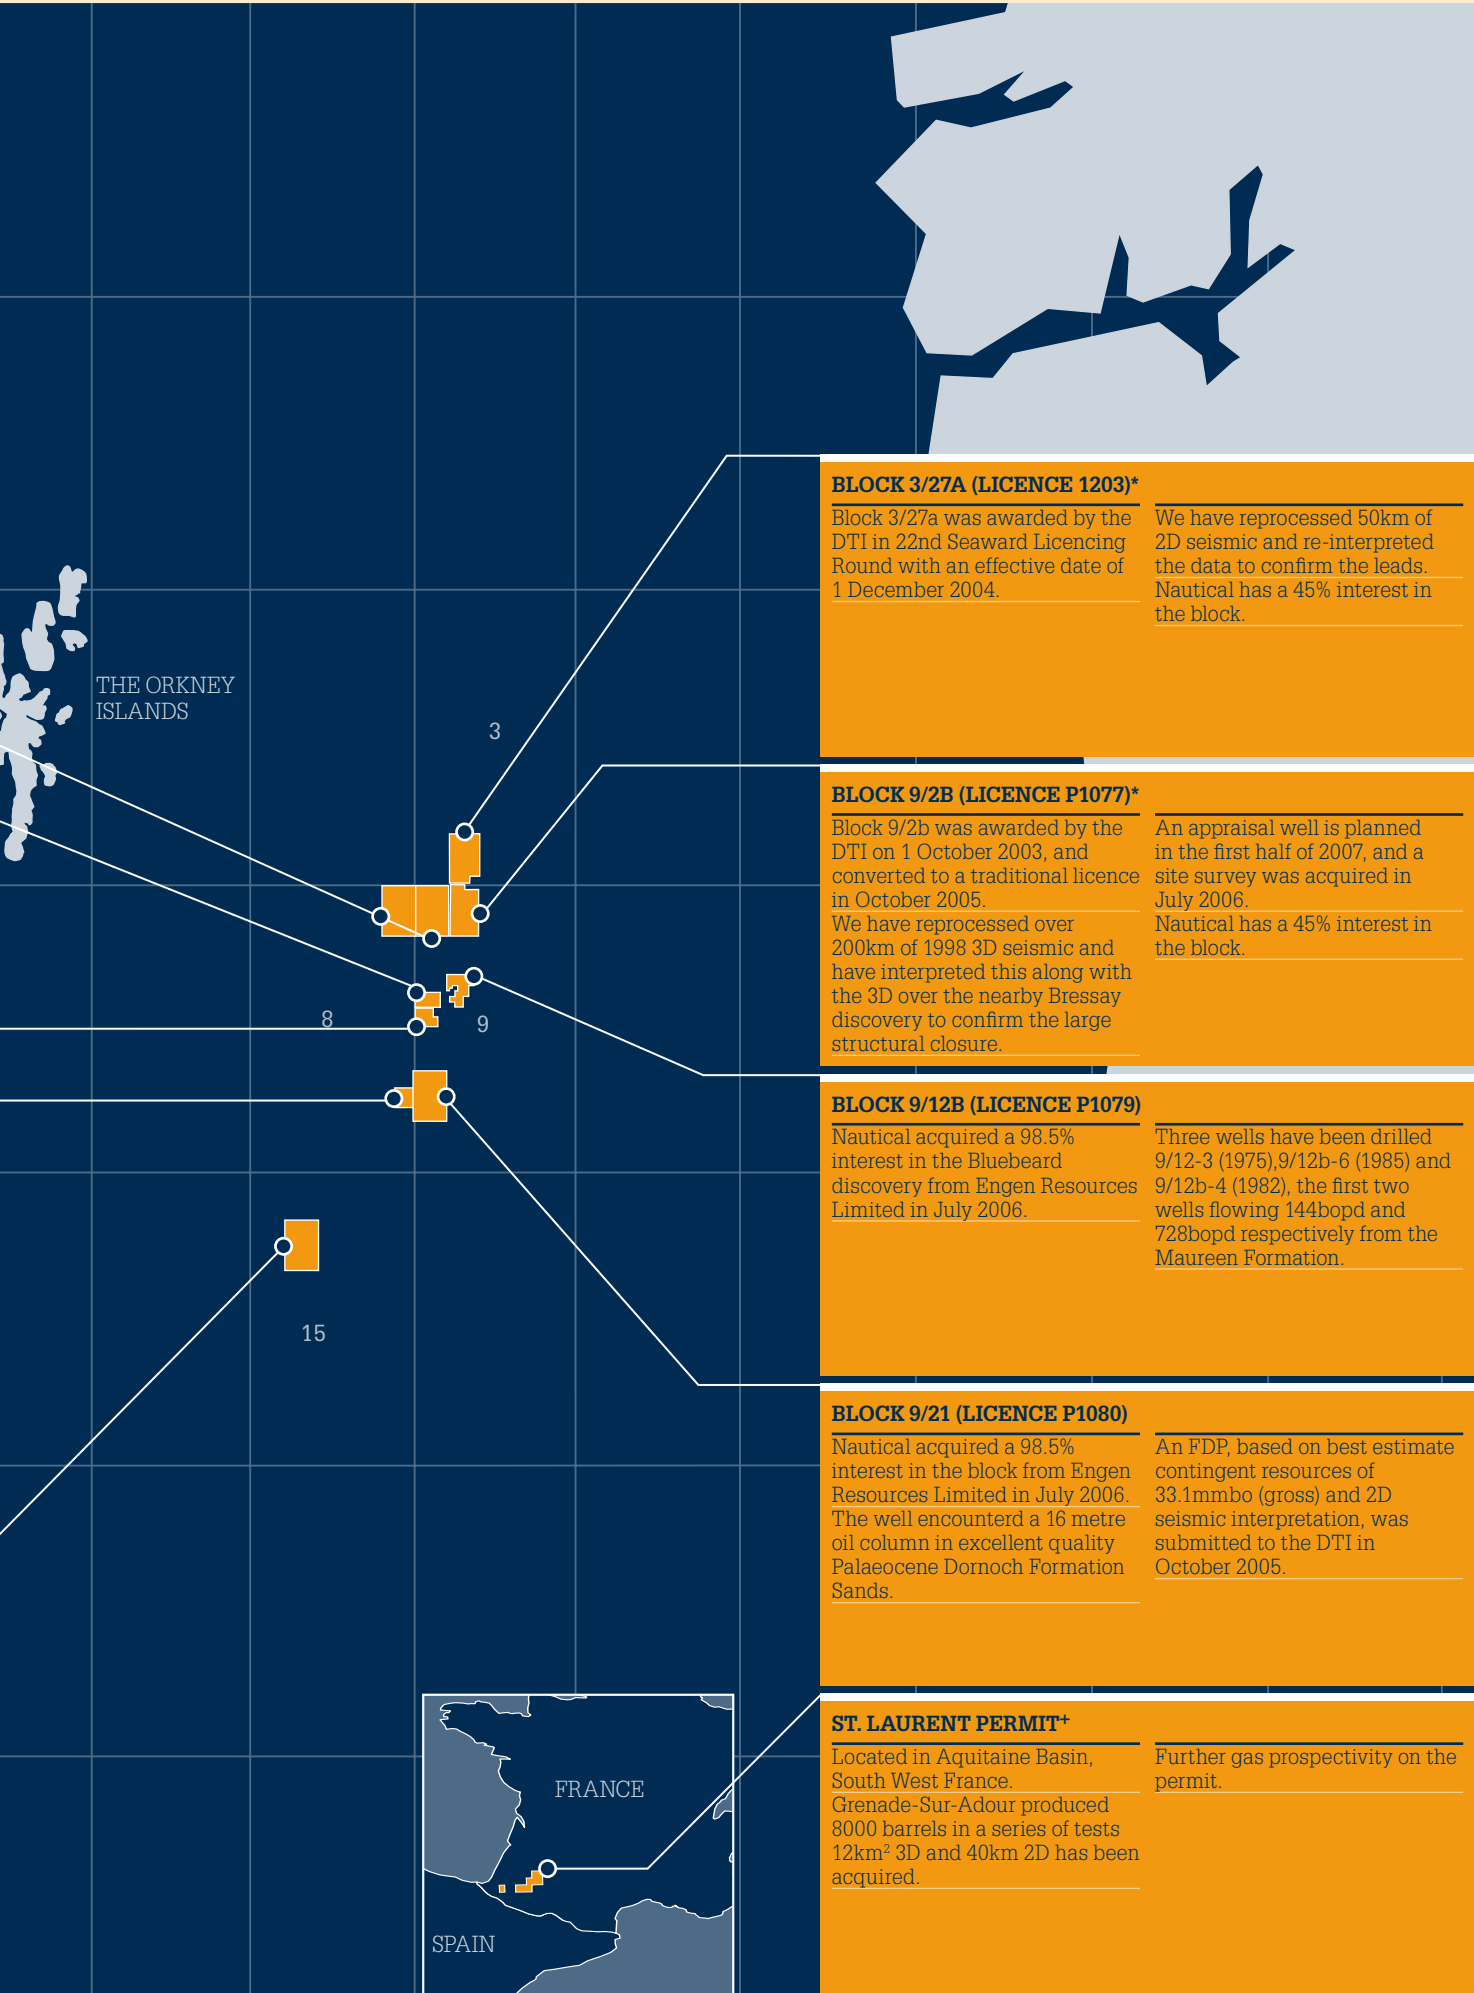 THE ORKNEY
ISLANDS
3
8
9
15
FRANCE
SPAIN
BLOCK 3/27A (LICENCE 1203)*
Block 3/27a was awarded by the
DTI in 22nd Seaward Licencing
Round with an effective date of
1 December 2004.
We have reprocessed 50km of
2D seismic and re-interpreted
the data to confirm the leads.
Nautical has a 45% interest in
the block.
BLOCK 9/2B (LICENCE P1077)*
Block 9/2b was awarded by the
DTI on 1 October 2003, and
converted to a traditional licence
in October 2005.
We have reprocessed over
200km of 1998 3D seismic and
have interpreted this along with
the 3D over the nearby Bressay
discovery to confirm the large
structural closure.
An appraisal well is planned
in the first half of 2007, and a
site survey was acquired in
July 2006.
Nautical has a 45% interest in
the block.
BLOCK 9/12B (LICENCE P1079)
Nautical acquired a 98.5%
interest in the Bluebeard
discovery from Engen Resources
Limited in July 2006.
Three wells have been drilled
9/12-3 (1975),9/12b-6 (1985) and
9/12b-4 (1982), the first two
wells flowing 144bopd and
728bopd respectively from the
Maureen Formation.
BLOCK 9/21 (LICENCE P1080)
Nautical acquired a 98.5%
interest in the block from Engen
Resources Limited in July 2006.
The well encounterd a 16 metre
oil column in excellent quality
Palaeocene Dornoch Formation
Sands.
An FDP, based on best estimate
contingent resources of
33.1mmbo (gross) and 2D
seismic interpretation, was
submitted to the DTI in
October 2005.
ST. LAURENT PERMIT+
Located in Aquitaine Basin,
South West France.
Grenade-Sur-Adour produced
8000 barrels in a series of tests
12km² 3D and 40km 2D has been
acquired.
Further gas prospectivity on the
permit.